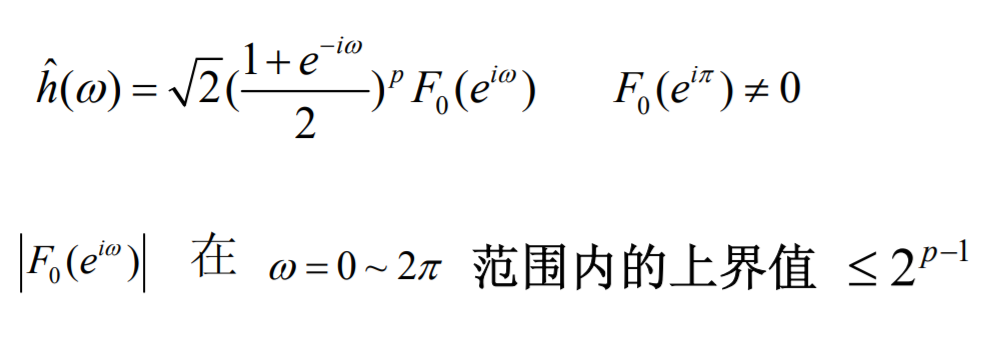 ĥ(ω) = √2((1+e^{-iω})/2)^p F₀(e^{iω}) F₀(e^{iπ}) ≠ 0
|F₀(e^{iω})| 在 ω = 0 ~ 2π 范围内的上界值 ≤ 2^{p-1}